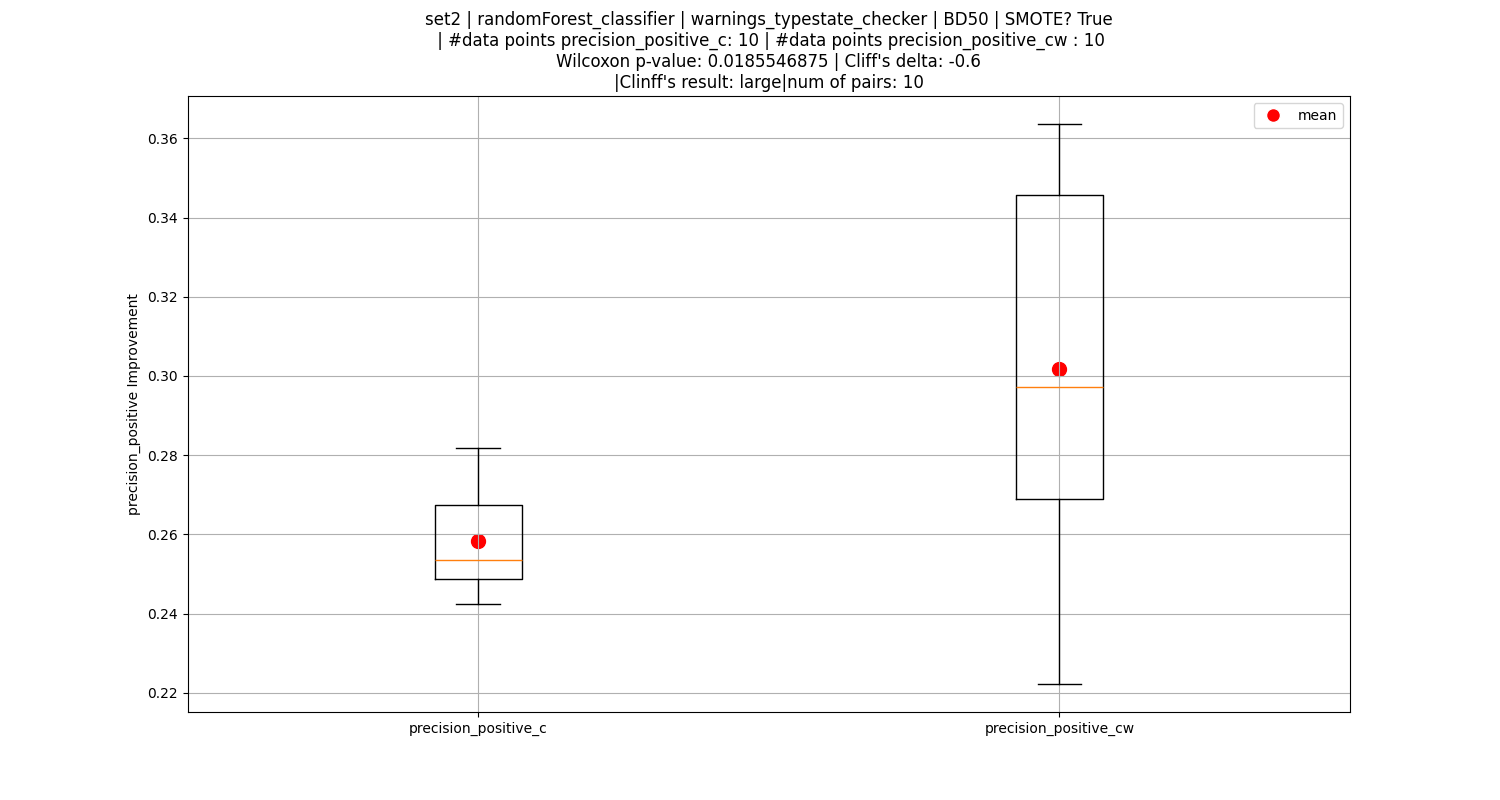 set2 | randomForest_classifier | warnings_typestate_checker | BD50 | SMOTE? True
| #data points precision_positive_c: 10 | #data points precision_positive_cw : 10
Wilcoxon p-value: 0.0185546875 | Cliff's delta: -0.6
|Clinff's result: large|num of pairs: 10
mean
0.36
0.34
0.32
0.30
0.28
0.26
0.24
0.22
precision_positive Improvement
precision_positive_c
precision_positive_cw